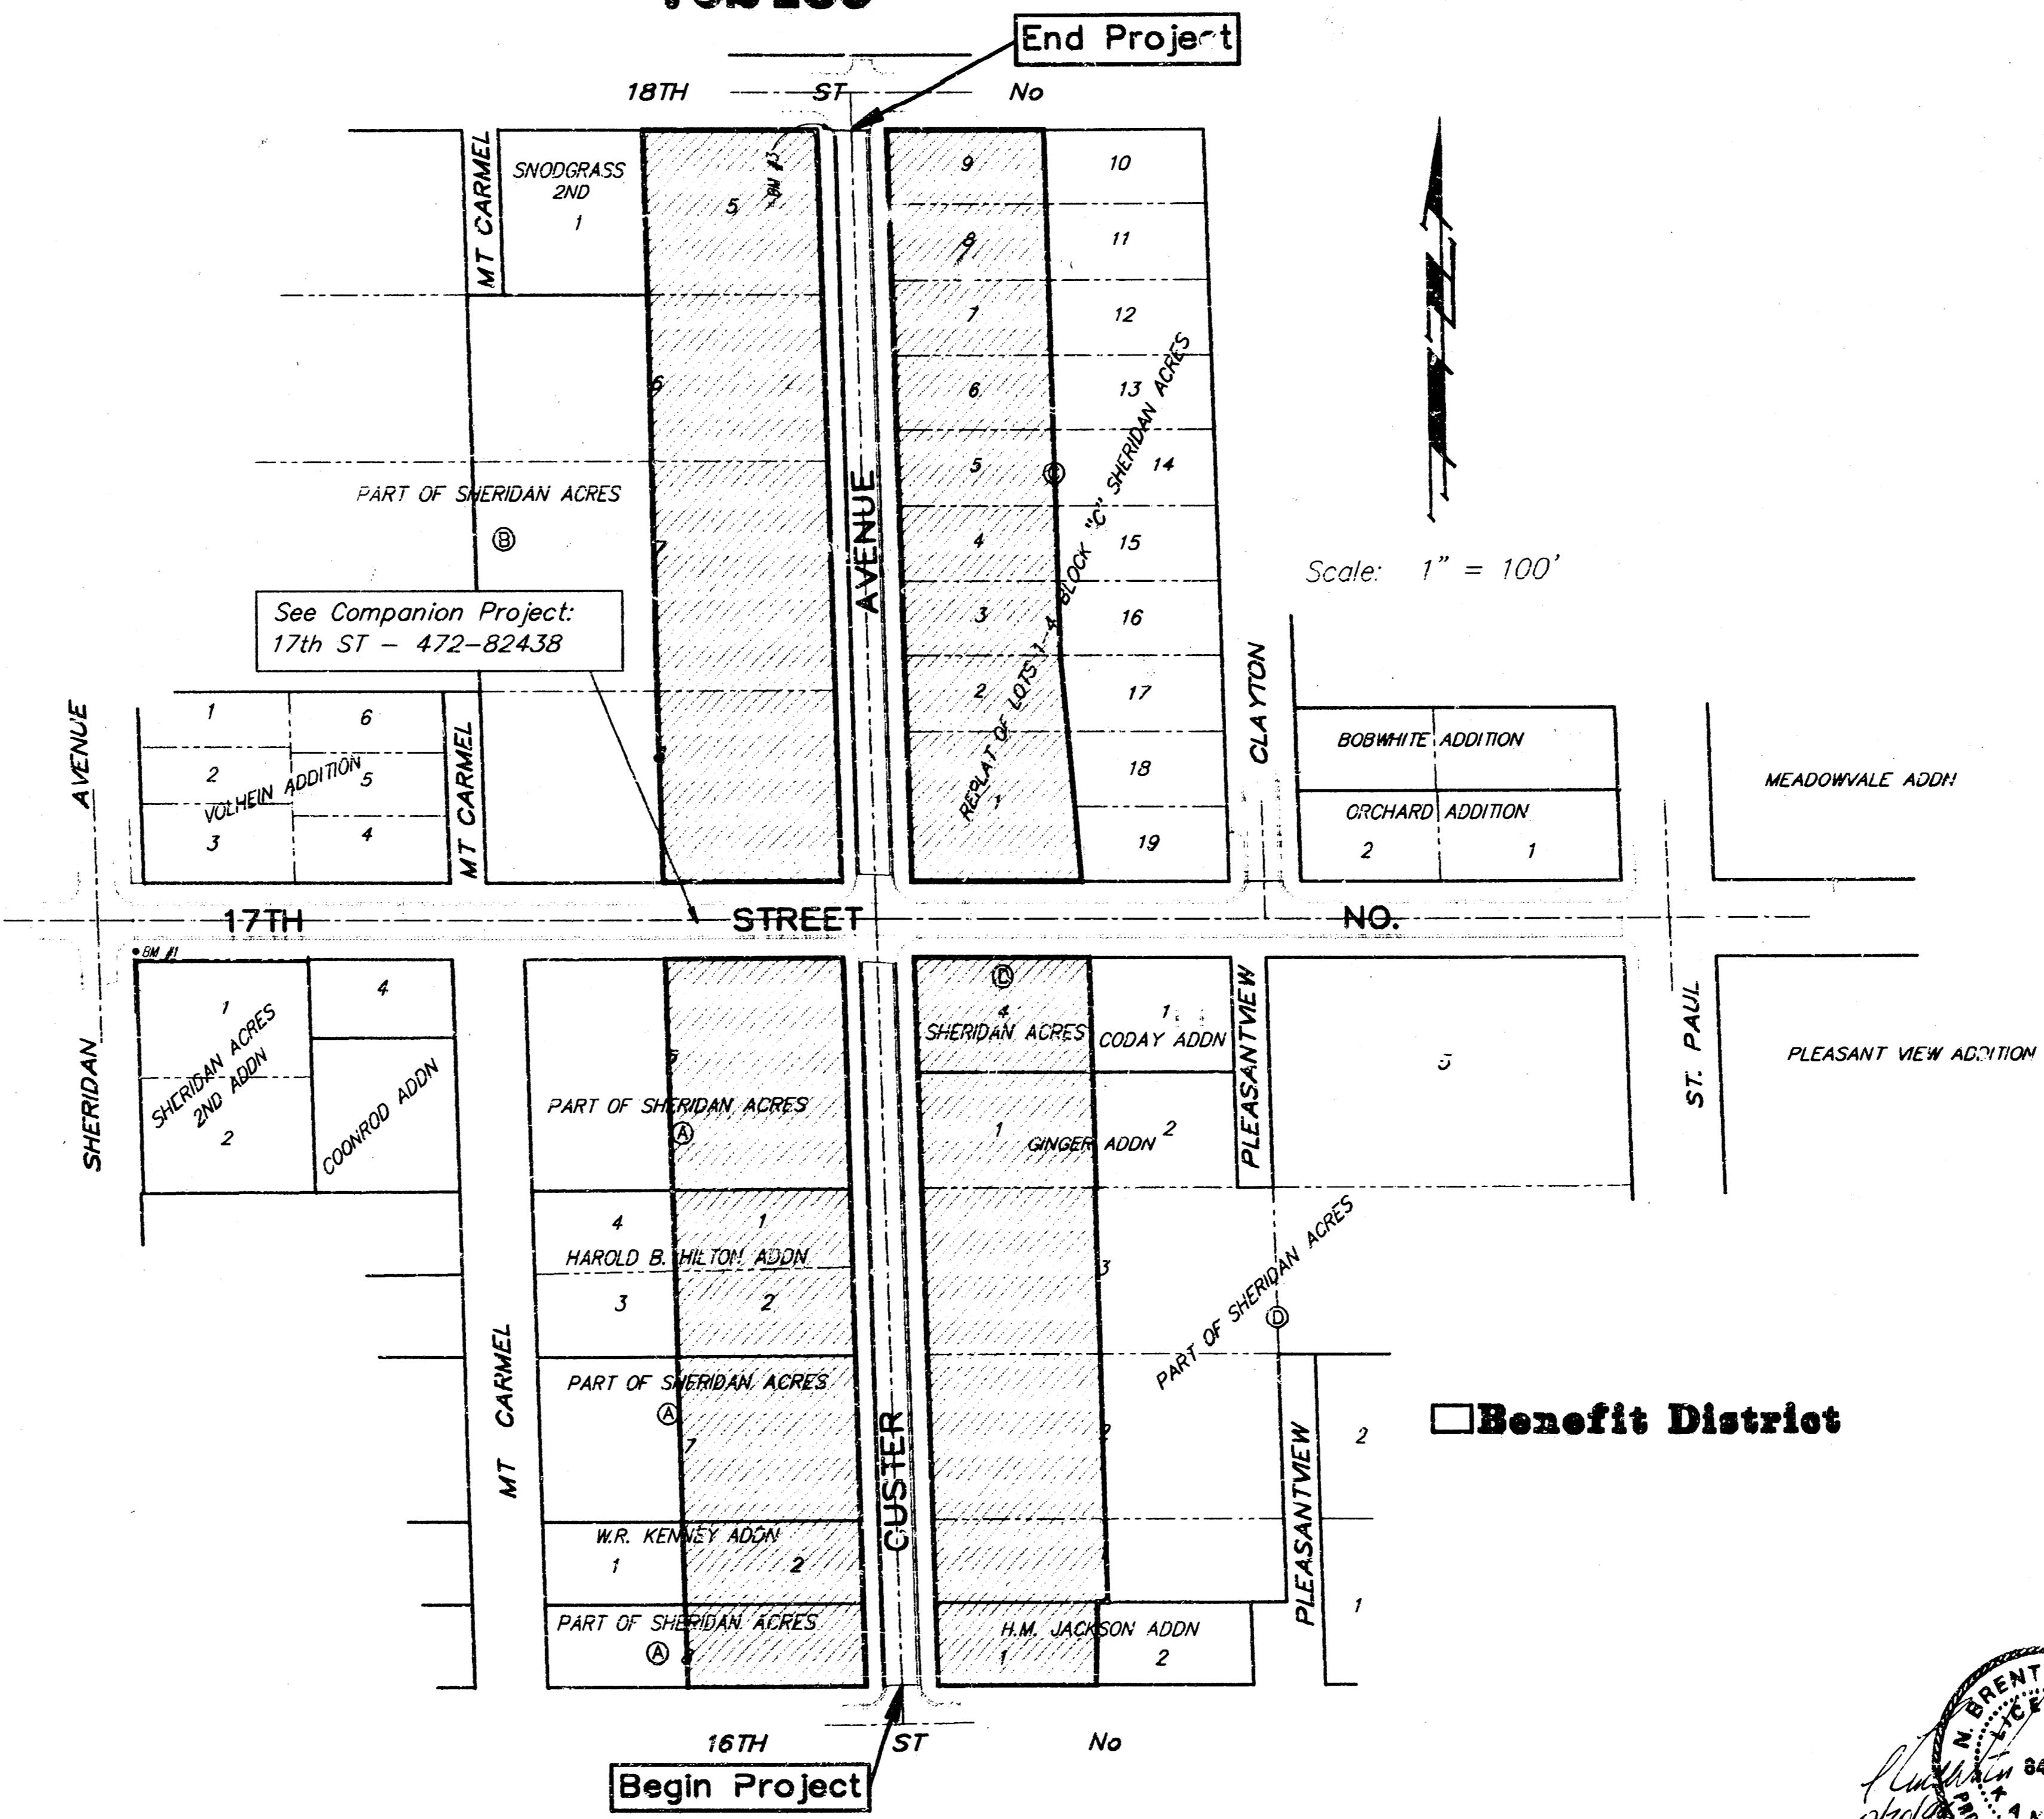 End Project
18TH ST No
MT CARMEL
SNODGRASS
2ND
1
5
BM #3
9
10
8
11
7
12
6
6
13
5
14
PART OF SHERIDAN ACRES
B
7
AVENUE
C
4
15
3
16
2
17
18
1
19
REPLAT OF LOTS 1-4 BLOCK "C" SHERIDAN ACRES
Scale: 1" = 100'
See Companion Project:
17th ST - 472-82438
AVENUE
1
6
2
5
3
4
VOLHEIN ADDITION
MT CARMEL
CLAYTON
BOBWHITE ADDITION
ORCHARD ADDITION
2
1
MEADOWVALE ADDN
17TH STREET NO.
BM #1
SHERIDAN
1
SHERIDAN ACRES
2ND ADDN
2
4
COONROD ADDN
PART OF SHERIDAN ACRES
A
4
SHERIDAN ACRES
1
CODAY ADDN
PLEASANTVIEW
5
ST. PAUL
PLEASANT VIEW ADDITION
1
GINGER ADDN
2
4
1
HAROLD B. HILTON ADDN
3
2
3
PART OF SHERIDAN ACRES
D
MT CARMEL
PART OF SHERIDAN ACRES
A
7
CUSTER
2
PLEASANTVIEW
2
1
Benefit District
W.R. KENNEY ADDN
1
2
PART OF SHERIDAN ACRES
A
8
H.M. JACKSON ADDN
1
2
16TH ST No
Begin Project
N. BRENT